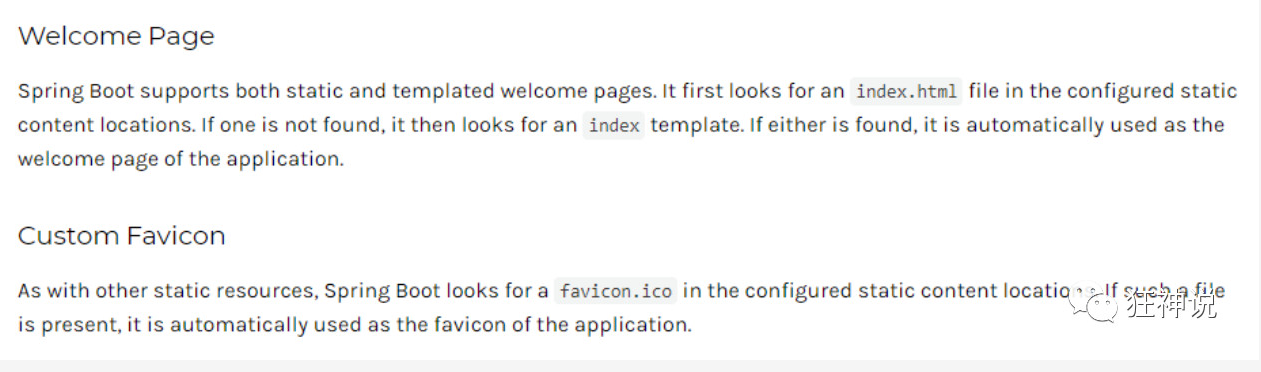 Welcome Page
Spring Boot supports both static and templated welcome pages. It first looks for an index.html file in the configured static
content locations. If one is not found, it then looks for an index template. If either is found, it is automatically used as the
welcome page of the application.
Custom Favicon
As with other static resources, Spring Boot looks for a favicon.ico in the configured static content locations. If such a file
is present, it is automatically used as the favicon of the application.
狂神说